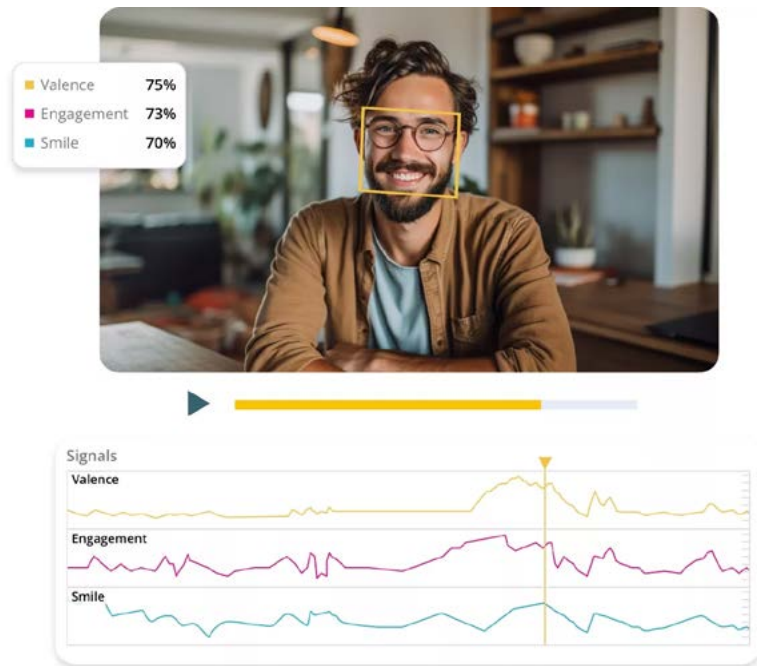 Valence 75%
Engagement 73%
Smile 70%
Signals
Valence
Engagement
Smile